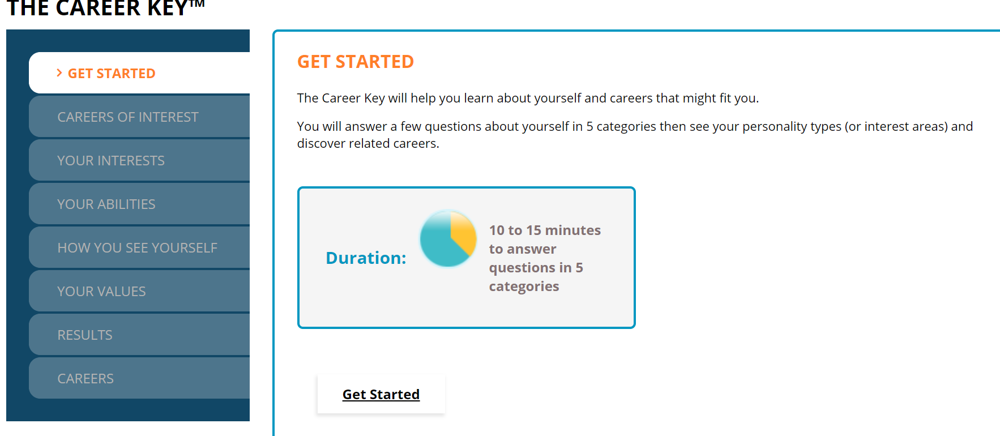 THE CAREER KEY™
> GET STARTED
CAREERS OF INTEREST
YOUR INTERESTS
YOUR ABILITIES
HOW YOU SEE YOURSELF
YOUR VALUES
RESULTS
CAREERS
GET STARTED
The Career Key will help you learn about yourself and careers that might fit you.
You will answer a few questions about yourself in 5 categories then see your personality types (or interest areas) and
discover related careers.
Duration:
10 to 15 minutes
to answer
questions in 5
categories
Get Started